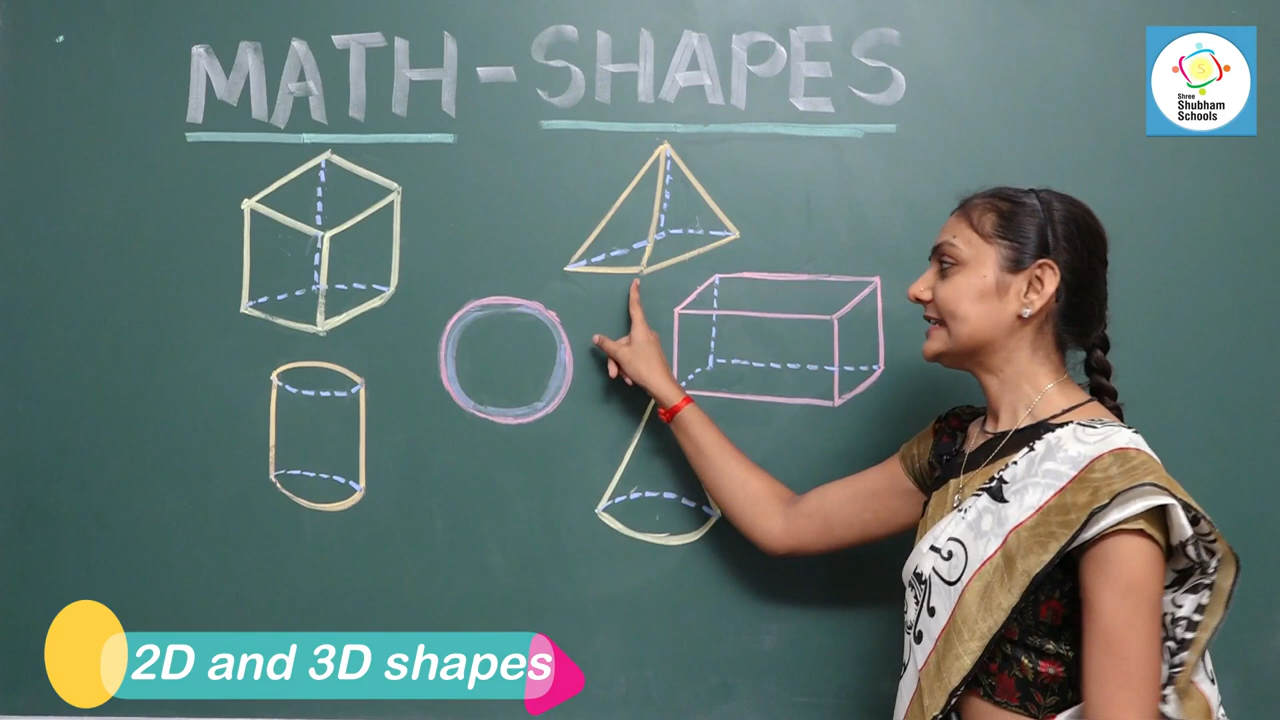 MATH-SHAPES
Shree
Shubham
Schools
S
2D and 3D shapes